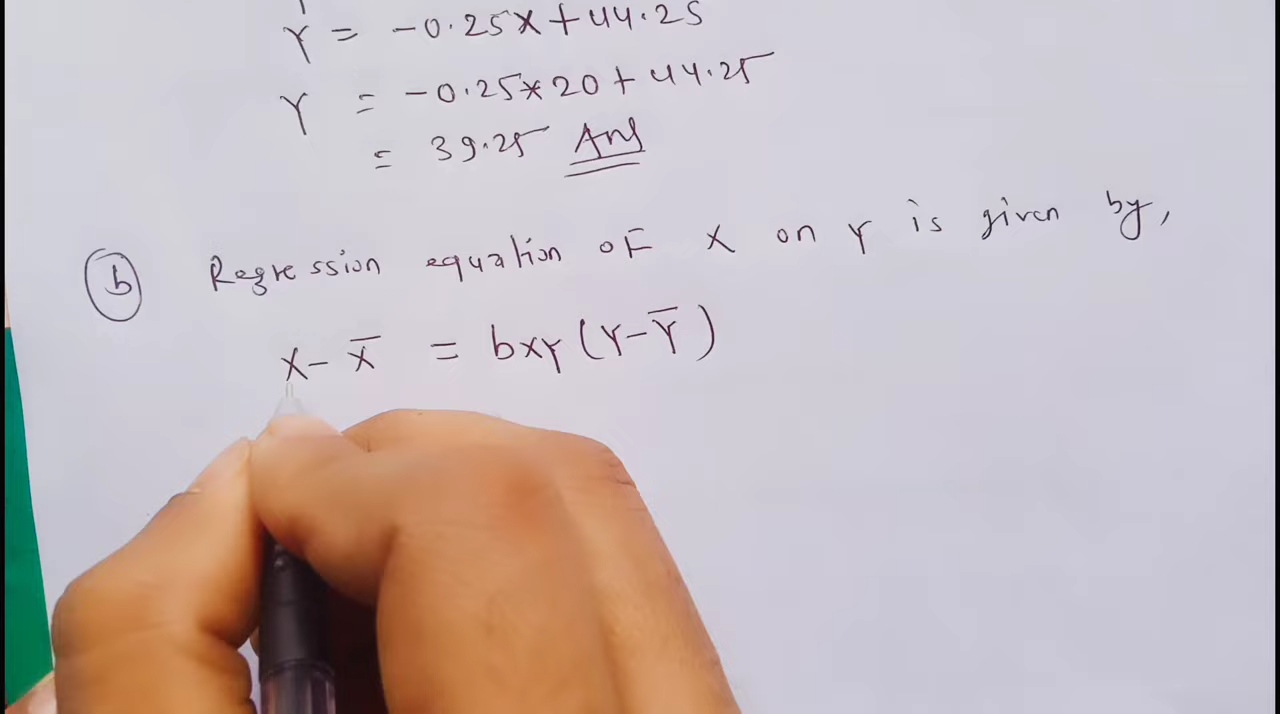 Y = -0.25x+44.25
Y = -0.25*20+44.25
= 39.25 Ans
b Regression equation of X on Y is given by,
x - x̄ = bxy (Y-Ȳ)